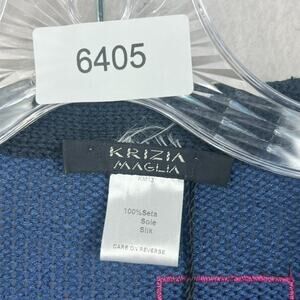 6405
KRIZIA
MAGLIA
100% Seta
Soie
Silk
CARE ON REVERSE